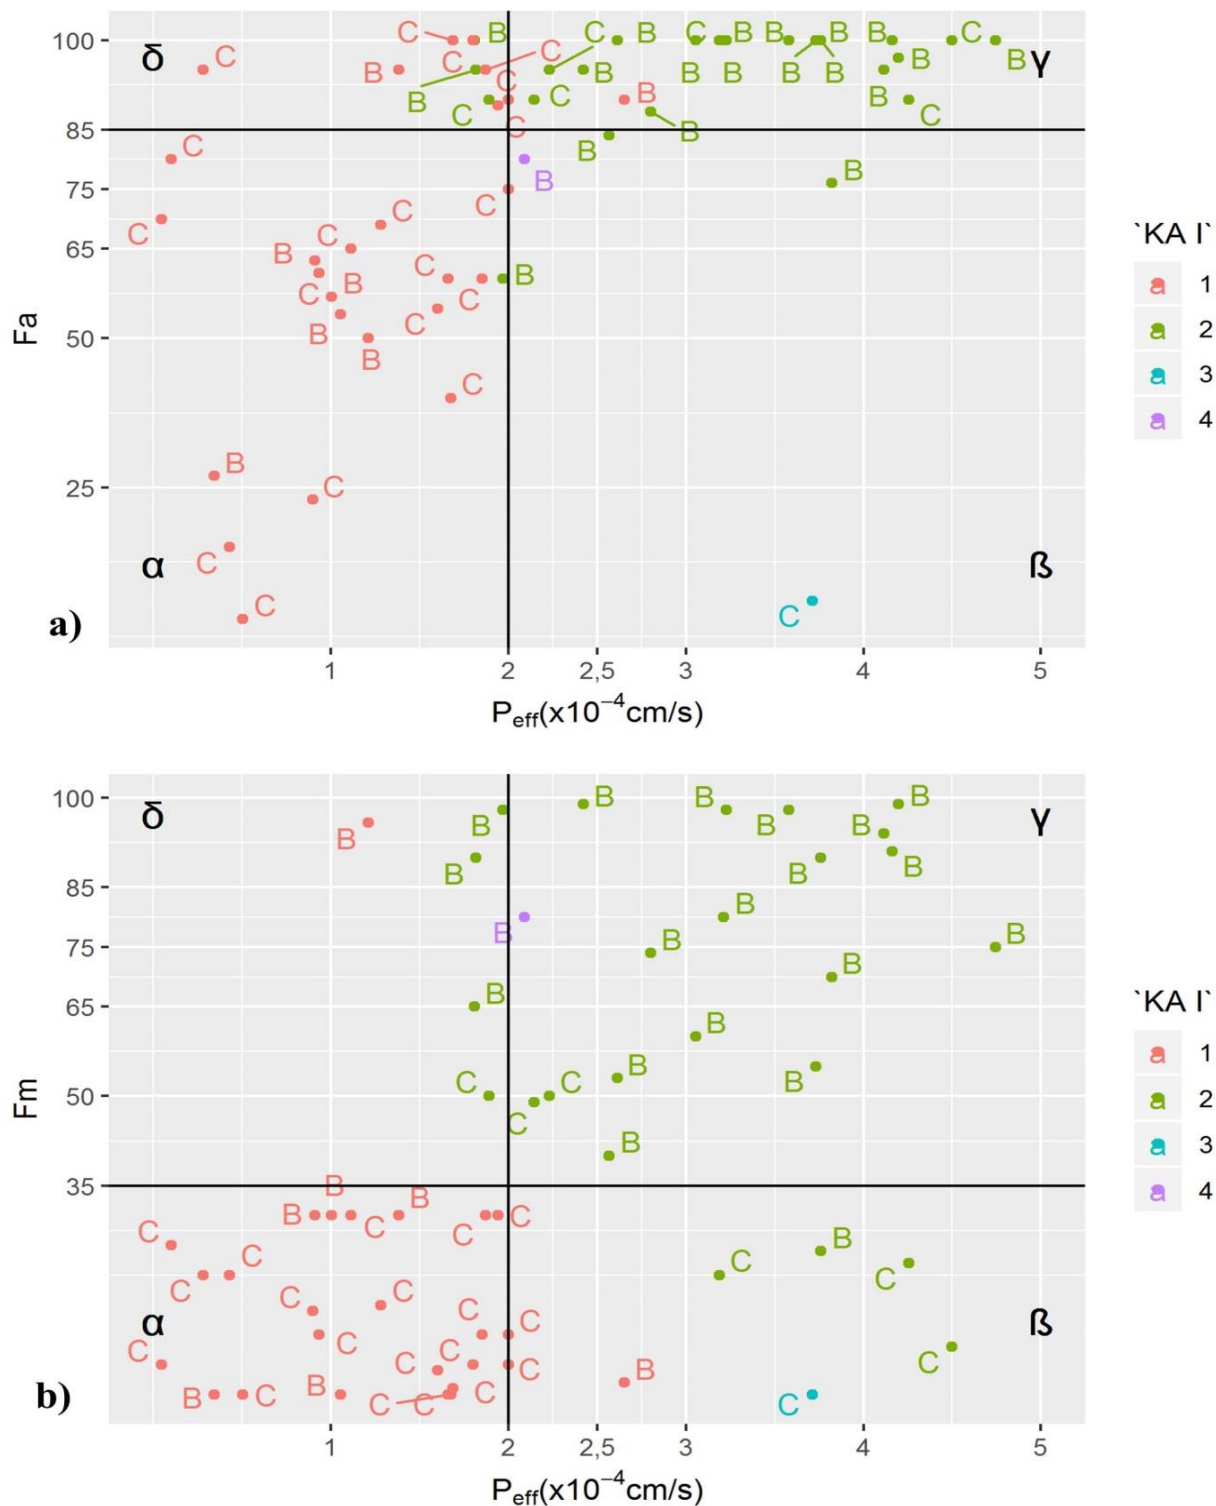 C B C B C B B B C B
δ C B C C B B B B B B B γ
100
B C C B B C
85
C C B B B
C B C
75
C C
C C
65
B C B
C B C
Fa
B C
50
B
C
B C
25
C
α ß
C C
a)
1 2 2,5 3 4 5
Peff(x10⁻⁴cm/s)
`KA I`
a 1
a 2
a 3
a 4
100
δ B B B B B B γ
B B B B
85
B B
75
B B B
65
B B
Fm
C C B B
50
C B
35
B B
B C C C
C C C B
C C C C
α ß
C C C C
C C C C C B
B C B C C C C
b)
1 2 2,5 3 4 5
Peff(x10⁻⁴cm/s)
`KA I`
a 1
a 2
a 3
a 4